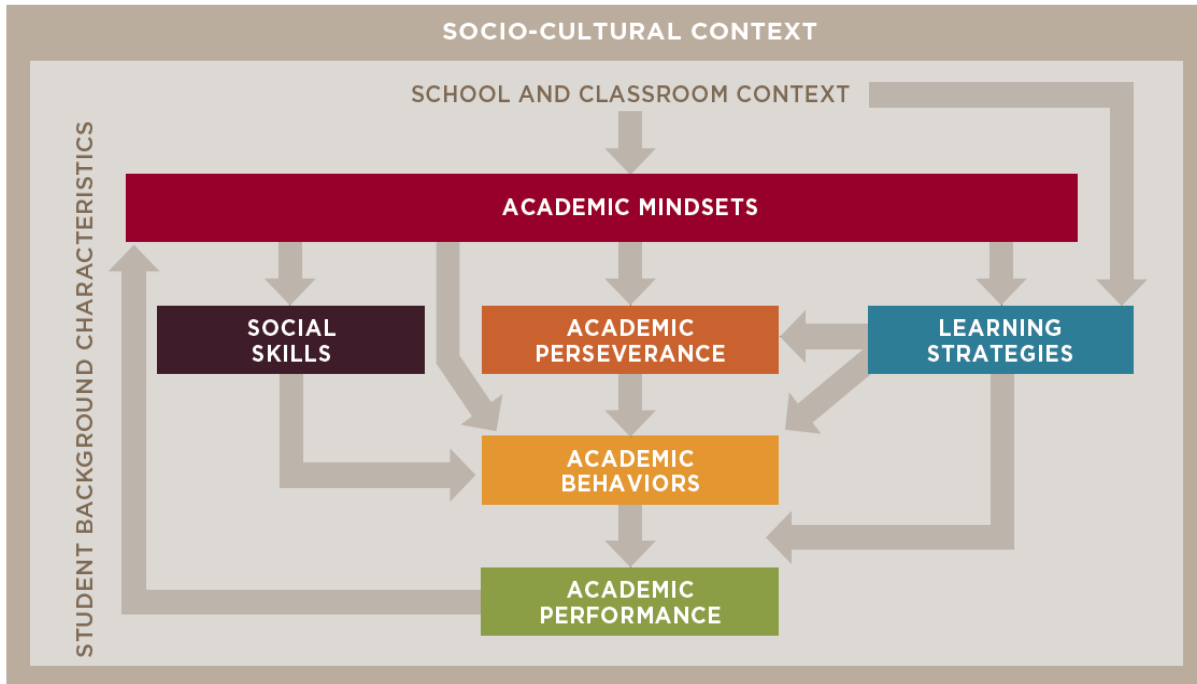 SOCIO-CULTURAL CONTEXT
SCHOOL AND CLASSROOM CONTEXT
STUDENT BACKGROUND CHARACTERISTICS
ACADEMIC MINDSETS
SOCIAL
SKILLS
ACADEMIC
PERSEVERANCE
LEARNING
STRATEGIES
ACADEMIC
BEHAVIORS
ACADEMIC
PERFORMANCE